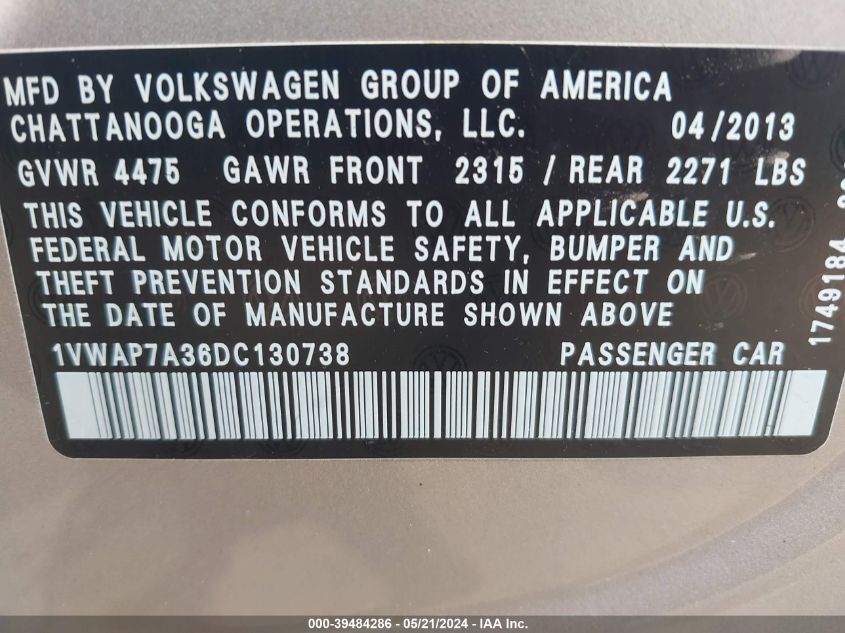 MFD BY VOLKSWAGEN GROUP OF AMERICA
CHATTANOOGA OPERATIONS, LLC. 04/2013
GVWR 4475 GAWR FRONT 2315 / REAR 2271 LBS
THIS VEHICLE CONFORMS TO ALL APPLICABLE U.S.
FEDERAL MOTOR VEHICLE SAFETY, BUMPER AND
THEFT PREVENTION STANDARDS IN EFFECT ON
THE DATE OF MANUFACTURE SHOWN ABOVE
1VWAP7A36DC130738 PASSENGER CAR
1749184
000-39484286 - 05/21/2024 - IAA Inc.